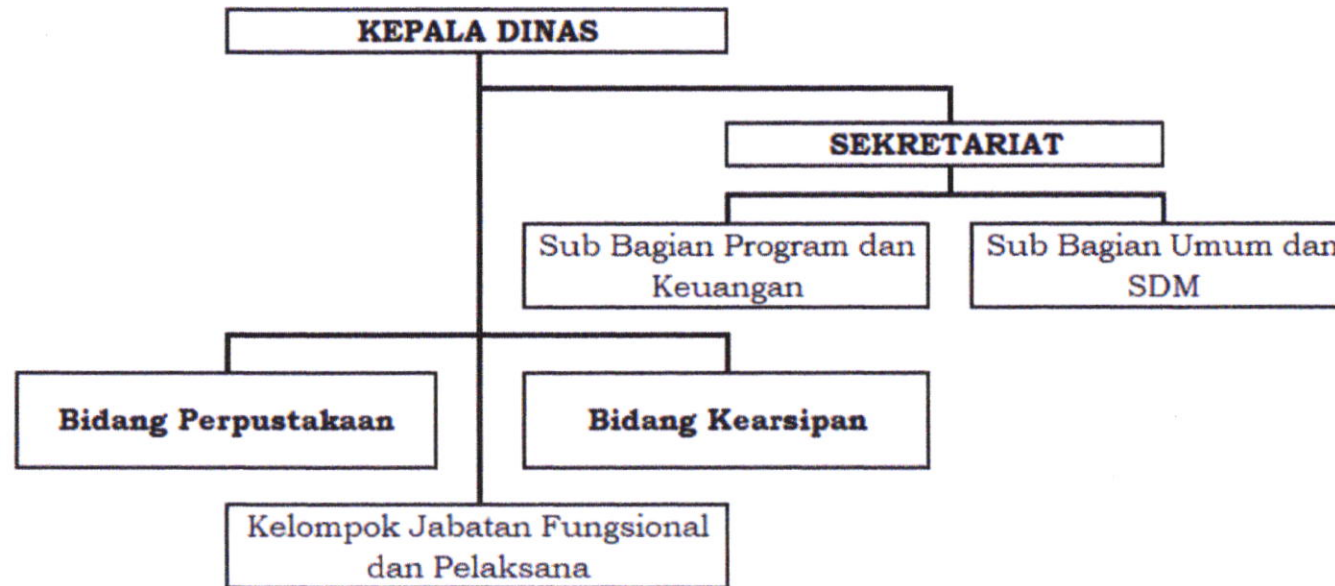 KEPALA DINAS
SEKRETARIAT
Sub Bagian Program dan
Keuangan
Sub Bagian Umum dan
SDM
Bidang Perpustakaan
Bidang Kearsipan
Kelompok Jabatan Fungsional
dan Pelaksana